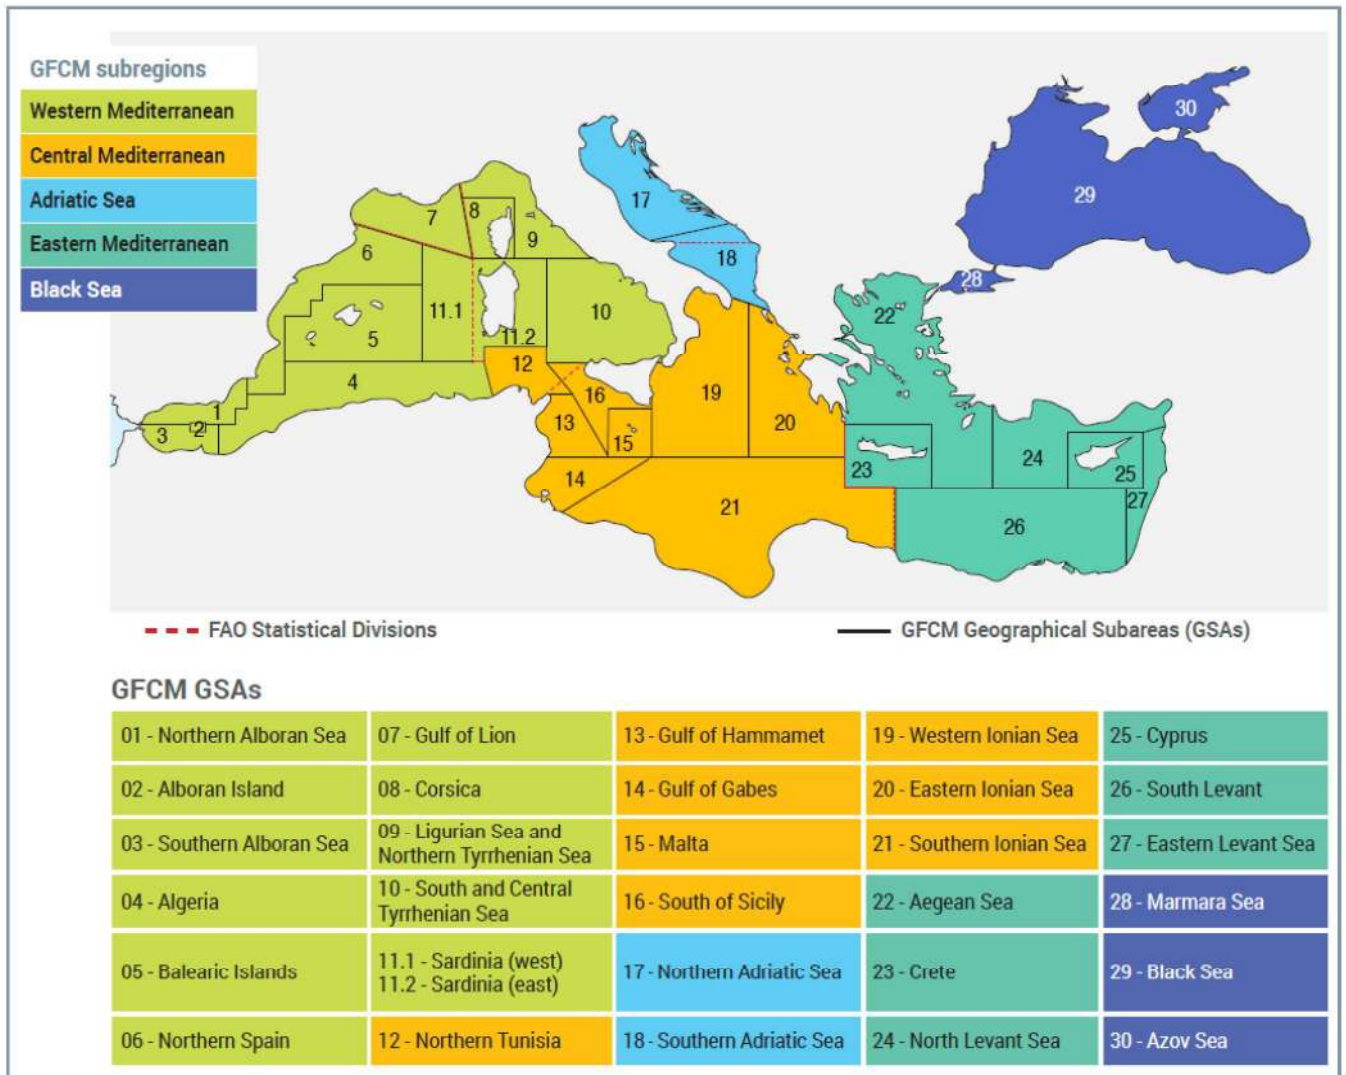 GFCM subregions
Western Mediterranean
Central Mediterranean
Adriatic Sea
Eastern Mediterranean
Black Sea
30
29
17
7
8
9
6
18
28
11.1
10
22
5
11.2
12
4
16
19
20
1
3
2
13
15
23
24
25
14
21
26
27
FAO Statistical Divisions
GFCM Geographical Subareas (GSAs)
GFCM GSAs
01 - Northern Alboran Sea
07 - Gulf of Lion
13 - Gulf of Hammamet
19 - Western Ionian Sea
25 - Cyprus
02 - Alboran Island
08 - Corsica
14 - Gulf of Gabes
20 - Eastern Ionian Sea
26 - South Levant
03 - Southern Alboran Sea
09 - Ligurian Sea and
Northern Tyrrhenian Sea
15 - Malta
21 - Southern Ionian Sea
27 - Eastern Levant Sea
04 - Algeria
10 - South and Central
Tyrrhenian Sea
16 - South of Sicily
22 - Aegean Sea
28 - Marmara Sea
05 - Balearic Islands
11.1 - Sardinia (west)
11.2 - Sardinia (east)
17 - Northern Adriatic Sea
23 - Crete
29 - Black Sea
06 - Northern Spain
12 - Northern Tunisia
18 - Southern Adriatic Sea
24 - North Levant Sea
30 - Azov Sea